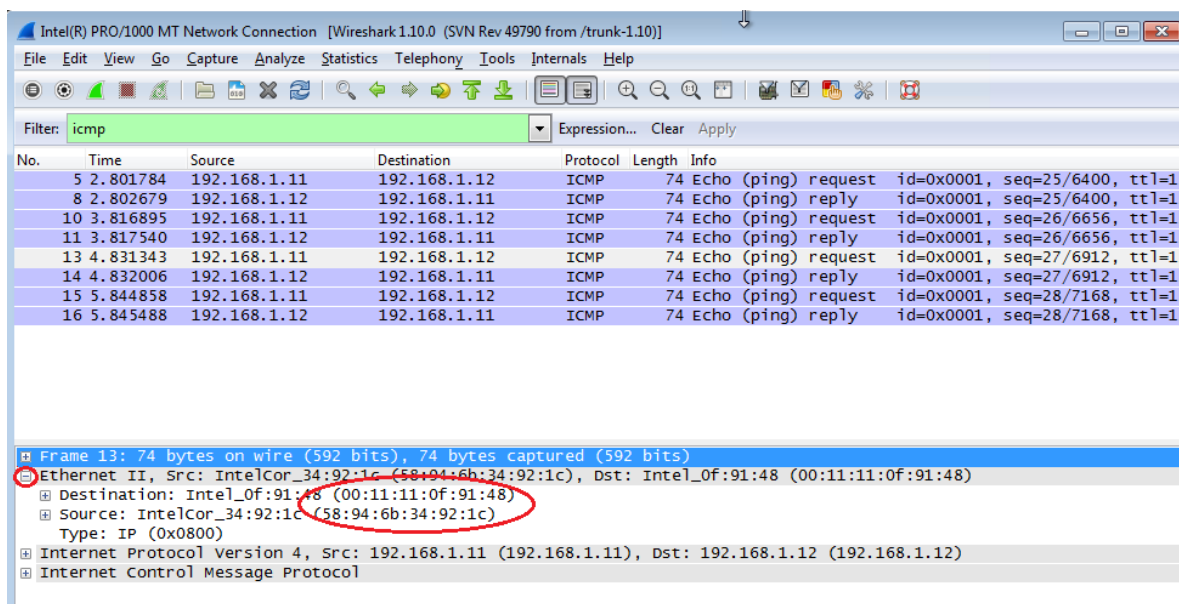 Intel(R) PRO/1000 MT Network Connection [Wireshark 1.10.0 (SVN Rev 49790 from /trunk-1.10)]
File Edit View Go Capture Analyze Statistics Telephony Tools Internals Help
Filter: icmp Expression... Clear Apply
No. Time Source Destination Protocol Length Info
5 2.801784 192.168.1.11 192.168.1.12 ICMP 74 Echo (ping) request id=0x0001, seq=25/6400, ttl=1
8 2.802679 192.168.1.12 192.168.1.11 ICMP 74 Echo (ping) reply id=0x0001, seq=25/6400, ttl=1
10 3.816895 192.168.1.11 192.168.1.12 ICMP 74 Echo (ping) request id=0x0001, seq=26/6656, ttl=1
11 3.817540 192.168.1.12 192.168.1.11 ICMP 74 Echo (ping) reply id=0x0001, seq=26/6656, ttl=1
13 4.831343 192.168.1.11 192.168.1.12 ICMP 74 Echo (ping) request id=0x0001, seq=27/6912, ttl=1
14 4.832006 192.168.1.12 192.168.1.11 ICMP 74 Echo (ping) reply id=0x0001, seq=27/6912, ttl=1
15 5.844858 192.168.1.11 192.168.1.12 ICMP 74 Echo (ping) request id=0x0001, seq=28/7168, ttl=1
16 5.845488 192.168.1.12 192.168.1.11 ICMP 74 Echo (ping) reply id=0x0001, seq=28/7168, ttl=1
Frame 13: 74 bytes on wire (592 bits), 74 bytes captured (592 bits)
Ethernet II, Src: IntelCor_34:92:1c (58:94:6b:34:92:1c), Dst: Intel_0f:91:48 (00:11:11:0f:91:48)
Destination: Intel_0f:91:48 (00:11:11:0f:91:48)
Source: IntelCor_34:92:1c (58:94:6b:34:92:1c)
Type: IP (0x0800)
Internet Protocol Version 4, Src: 192.168.1.11 (192.168.1.11), Dst: 192.168.1.12 (192.168.1.12)
Internet Control Message Protocol